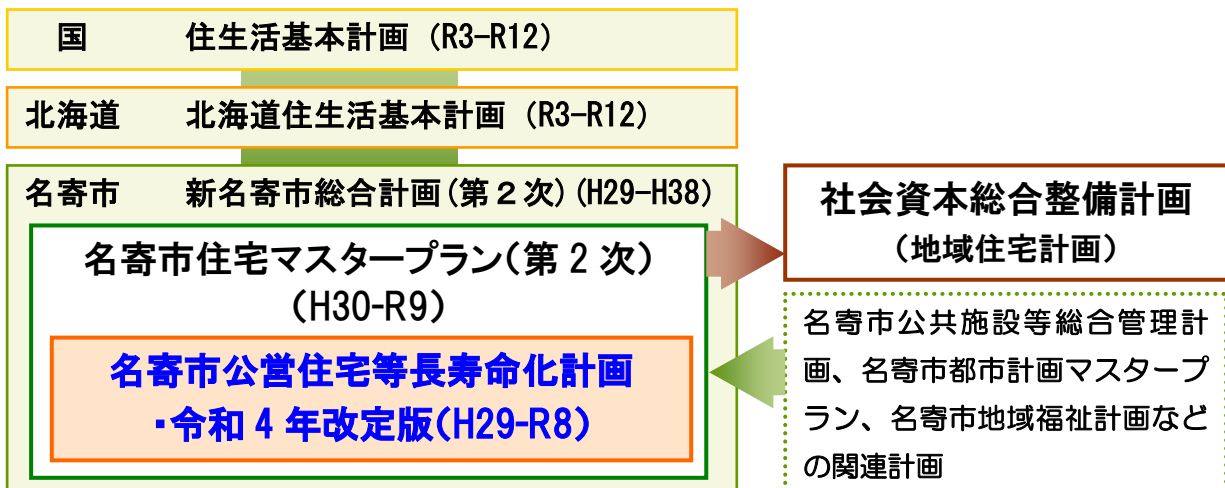 国 住生活基本計画 (R3-R12)
北海道 北海道住生活基本計画 (R3-R12)
名寄市 新名寄市総合計画(第2次)(H29-H38)
名寄市住宅マスタープラン(第2次)
(H30-R9)
名寄市公営住宅等長寿命化計画
・令和4年改定版(H29-R8)
社会資本総合整備計画
(地域住宅計画)
名寄市公共施設等総合管理計
画、名寄市都市計画マスタープ
ラン、名寄市地域福祉計画など
の関連計画